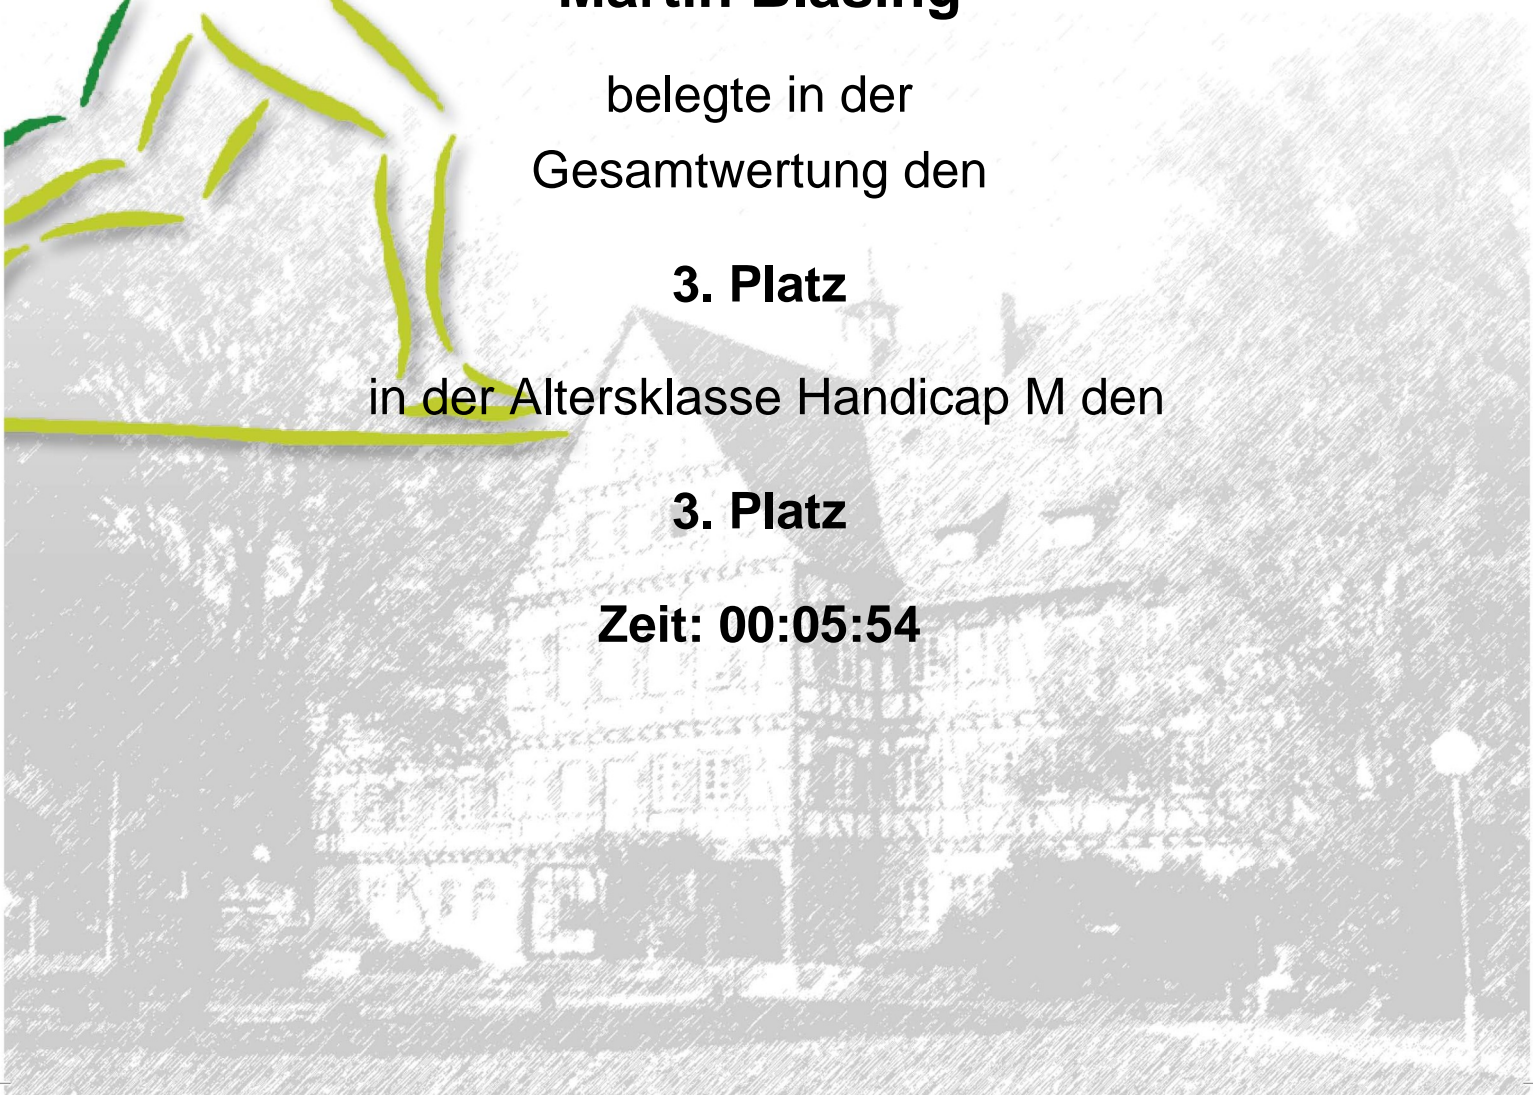 belegte in der
Gesamtwertung den
3. Platz
in der Altersklasse Handicap M den
3. Platz
Zeit: 00:05:54